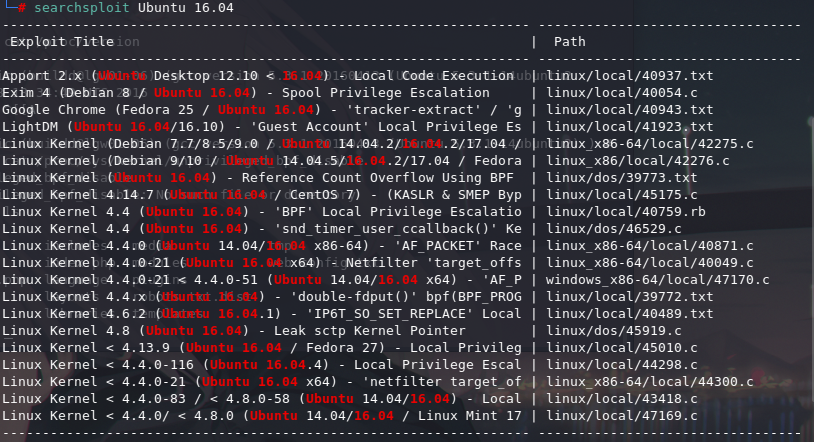 # searchsploit Ubuntu 16.04
Exploit Title | Path
Apport 2.x (Ubuntu Desktop 12.10 < 16.04) - Local Code | linux/local/40937.txt
Exim 4 (Debian 8 / Ubuntu 16.04) - Spool Privilege Escalation | linux/local/40054.c
Google Chrome (Fedora 25 / Ubuntu 16.04) - 'tracker-extract' / 'g | linux/local/40943.txt
LightDM (Ubuntu 16.04/16.10) - 'Guest Account' Local Privilege Es | linux/local/41923.txt
Linux Kernel (Debian 7.7/8.5/9.0 / Ubuntu 14.04.2/16.04.2/17.04 / | linux_x86-64/local/42275.c
Linux Kernel (Debian 9/10 / Ubuntu 14.04.5/16.04.2/17.04 / Fedora | linux_x86/local/42276.c
Linux Kernel (Ubuntu 16.04) - Reference Count Overflow Using BPF | linux/dos/39773.txt
Linux Kernel 4.14.7 (Ubuntu 16.04 / CentOS 7) - (KASLR & SMEP Byp | linux/local/45175.c
Linux Kernel 4.4 (Ubuntu 16.04) - 'BPF' Local Privilege Escalatio | linux/local/40759.rb
Linux Kernel 4.4 (Ubuntu 16.04) - 'snd_timer_user_ccallback()' Ke | linux/dos/46529.c
Linux Kernel 4.4.0 (Ubuntu 14.04/16.04 x86-64) - 'AF_PACKET' Race | linux_x86-64/local/40871.c
Linux Kernel 4.4.0-21 (Ubuntu 16.04 x64) - Netfilter 'target_offs | linux_x86-64/local/40049.c
Linux Kernel 4.4.0-21 < 4.4.0-51 (Ubuntu 14.04/16.04 x64) - 'AF_P | windows_x86-64/local/47170.c
Linux Kernel 4.4.x (Ubuntu 16.04) - 'double-fdput()' bpf(BPF_PROG | linux/local/39772.txt
Linux Kernel 4.6.2 (Ubuntu 16.04.1) - 'IP6T_SO_SET_REPLACE' Local | linux/local/40489.txt
Linux Kernel 4.8 (Ubuntu 16.04) - Leak sctp Kernel Pointer | linux/dos/45919.c
Linux Kernel < 4.13.9 (Ubuntu 16.04 / Fedora 27) - Local Privileg | linux/local/45010.c
Linux Kernel < 4.4.0-116 (Ubuntu 16.04.4) - Local Privilege Escal | linux/local/44298.c
Linux Kernel < 4.4.0-21 (Ubuntu 16.04 x64) - 'netfilter target_of | linux_x86-64/local/44300.c
Linux Kernel < 4.4.0-83 / < 4.8.0-58 (Ubuntu 14.04/16.04) - Local | linux/local/43418.c
Linux Kernel < 4.4.0/ < 4.8.0 (Ubuntu 14.04/16.04 / Linux Mint 17 | linux/local/47169.c